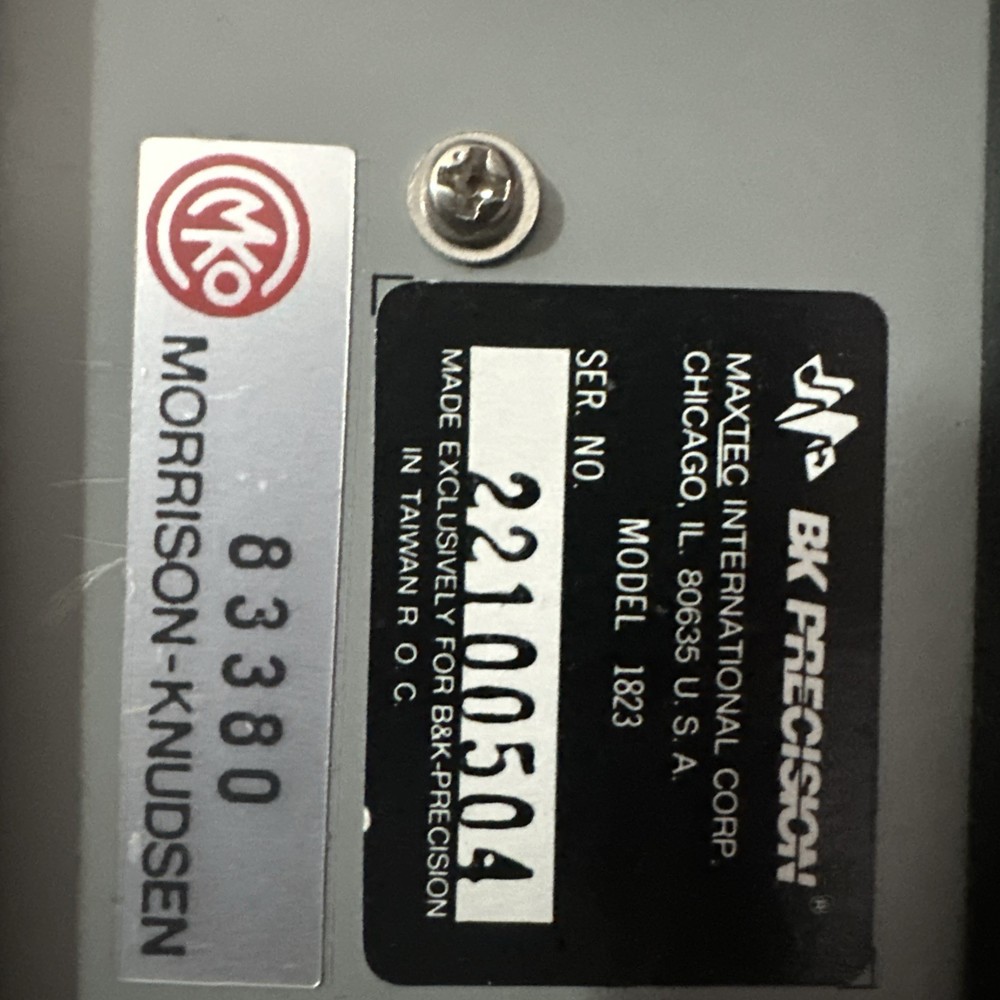 BK PRECISION ®
MAXTEC INTERNATIONAL CORP.
CHICAGO, IL. 80635 U. S. A.
MODEL 1823
SER. NO.
22100504
MADE EXCLUSIVELY FOR B&K-PRECISION
IN TAIWAN R O. C.
MKO
83380
MORRISON-KNUDSEN